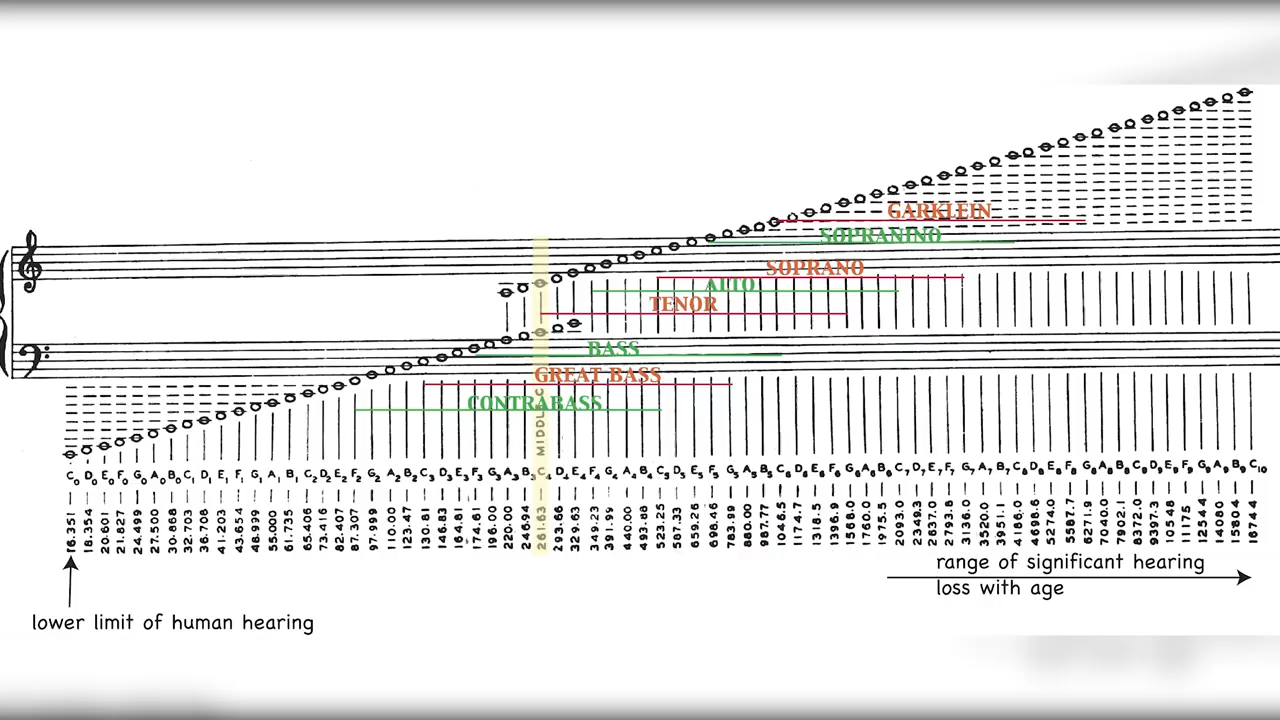 GARKLEIN
SOPRANINO
SOPRANO
ALTO
TENOR
BASS
GREAT BASS
CONTRABASS
MIDDLE C
C0 D0 E0 F0 G0 A0 B0 C1 D1 E1 F1 G1 A1 B1 C2 D2 E2 F2 G2 A2 B2 C3 D3 E3 F3 G3 A3 B3 C4 D4 E4 F4 G4 A4 B4 C5 D5 E5 F5 G5 A5 B5 C6 D6 E6 F6 G6 A6 B6 C7 D7 E7 F7 G7 A7 B7 C8 D8 E8 F8 G8 A8 B8 C9 D9 E9 F9 G9 A9 B9 C10
16.351 18.354 20.601 21.827 24.499 27.500 30.868 32.703 36.708 41.203 43.654 48.999 55.000 61.735 65.406 73.416 82.407 87.307 97.999 110.00 123.47 130.81 146.83 164.81 174.61 196.00 220.00 246.94 261.63 293.66 329.63 349.23 391.99 440.00 493.88 523.25 587.33 659.26 698.46 783.99 880.00 987.77 1046.5 1174.7 1318.5 1396.9 1568.0 1760.0 1975.5 2093.0 2349.3 2637.0 2793.8 3136.0 3520.0 3951.1 4186.0 4698.6 5274.0 5587.7 6271.9 7040.0 7902.1 8372.0 9397.3 10548 11175 12544 14080 15804 16744
range of significant hearing
loss with age
lower limit of human hearing